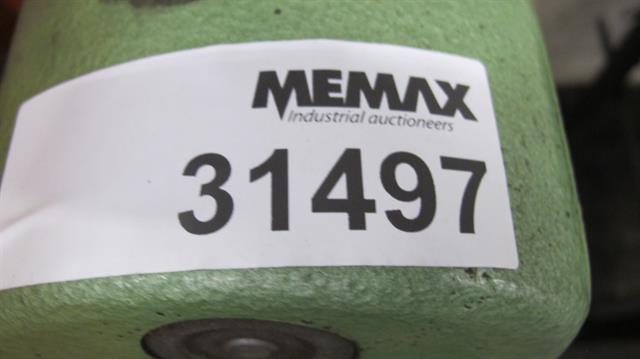 MEMAX
Industrial auctioneers
31497